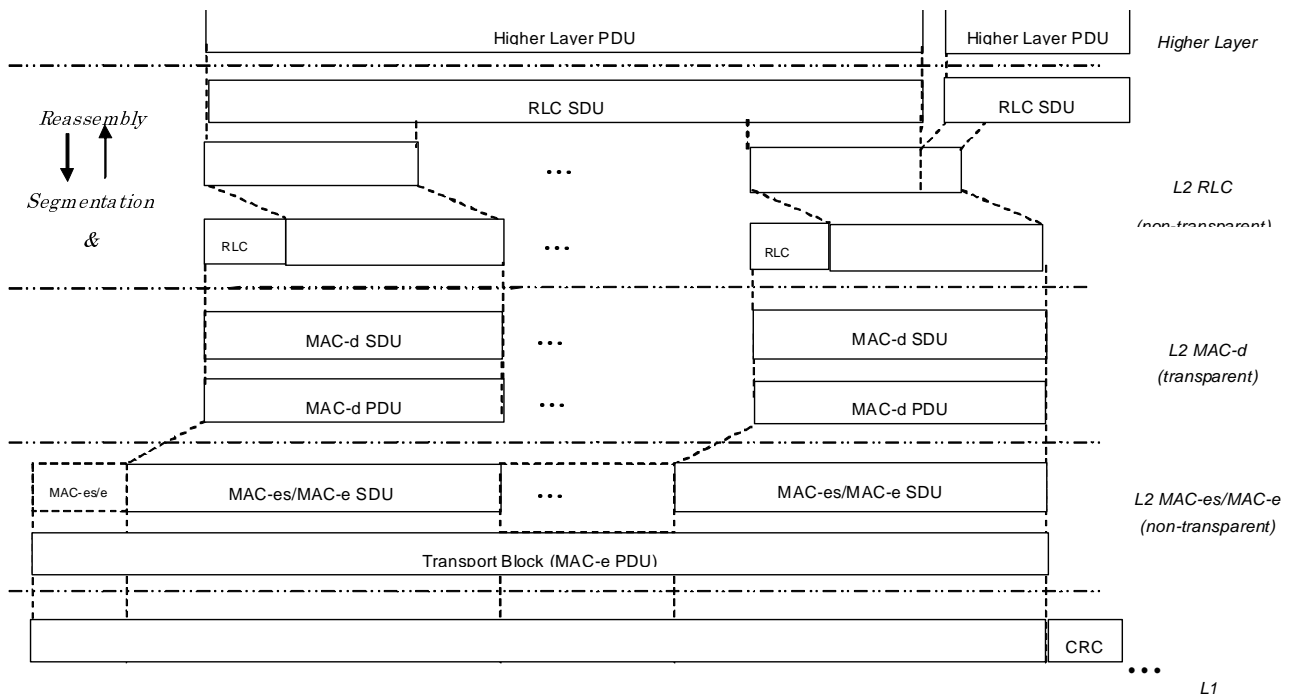 Higher Layer PDU
Higher Layer PDU
Higher Layer
RLC SDU
RLC SDU
Reassembly
Segmentation
&
...
L2 RLC
(non-transparent)
RLC
...
RLC
MAC-d SDU
...
MAC-d SDU
L2 MAC-d
(transparent)
MAC-d PDU
...
MAC-d PDU
MAC-es/e
MAC-es/MAC-e SDU
...
MAC-es/MAC-e SDU
L2 MAC-es/MAC-e
(non-transparent)
Transport Block (MAC-e PDU)
CRC
...
L1